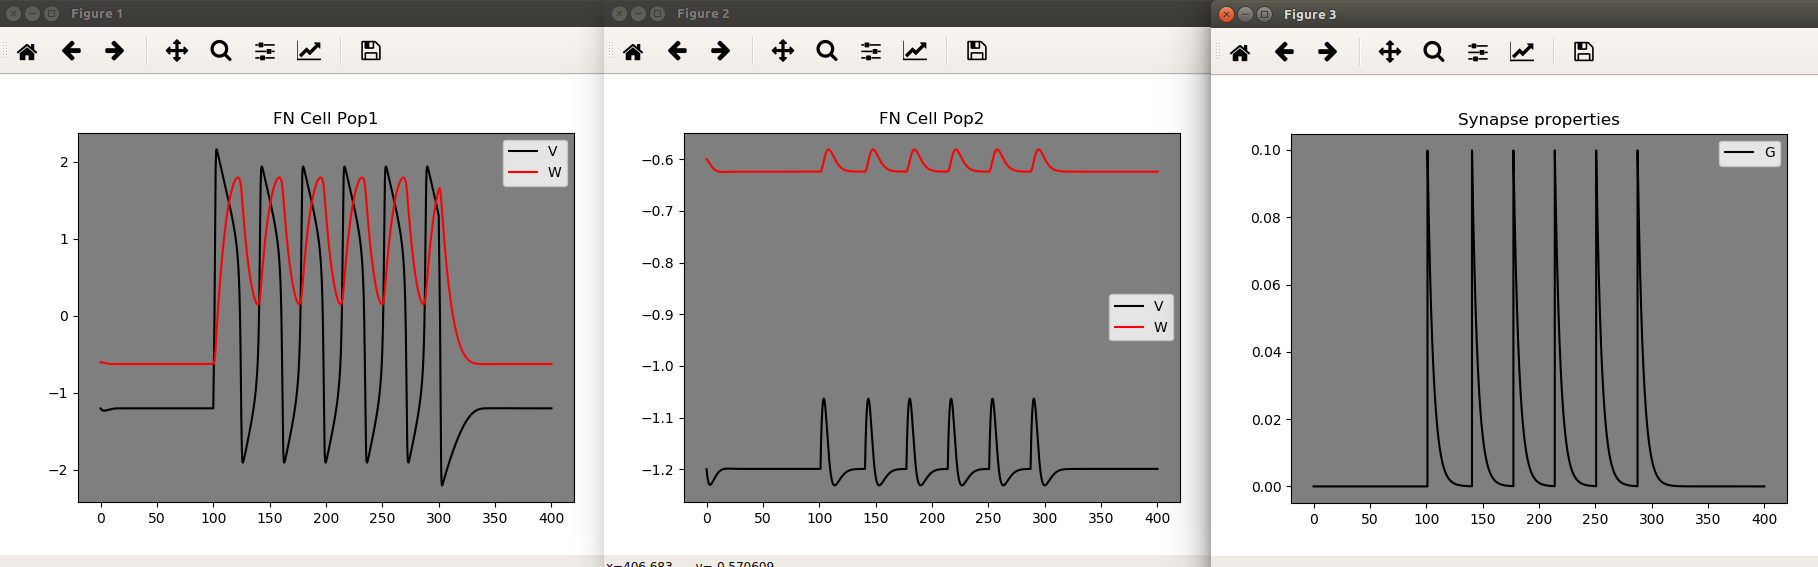 Figure 1
FN Cell Pop1
V
W
2
1
0
−1
−2
0 50 100 150 200 250 300 350 400
Figure 2
FN Cell Pop2
−0.6
−0.7
−0.8
−0.9
−1.0
−1.1
−1.2
V
W
0 50 100 150 200 250 300 350 400
x=406.683 y=-0.570609
Figure 3
Synapse properties
G
0.10
0.08
0.06
0.04
0.02
0.00
0 50 100 150 200 250 300 350 400